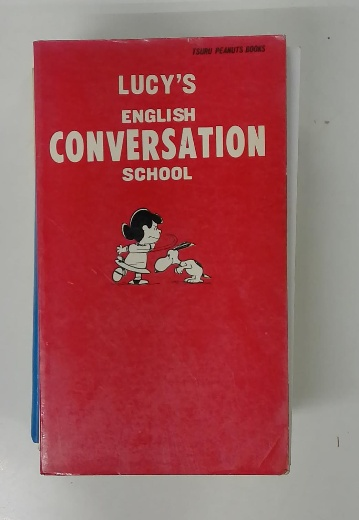 TSURU PEANUTS BOOKS
LUCY'S
ENGLISH
CONVERSATION
SCHOOL